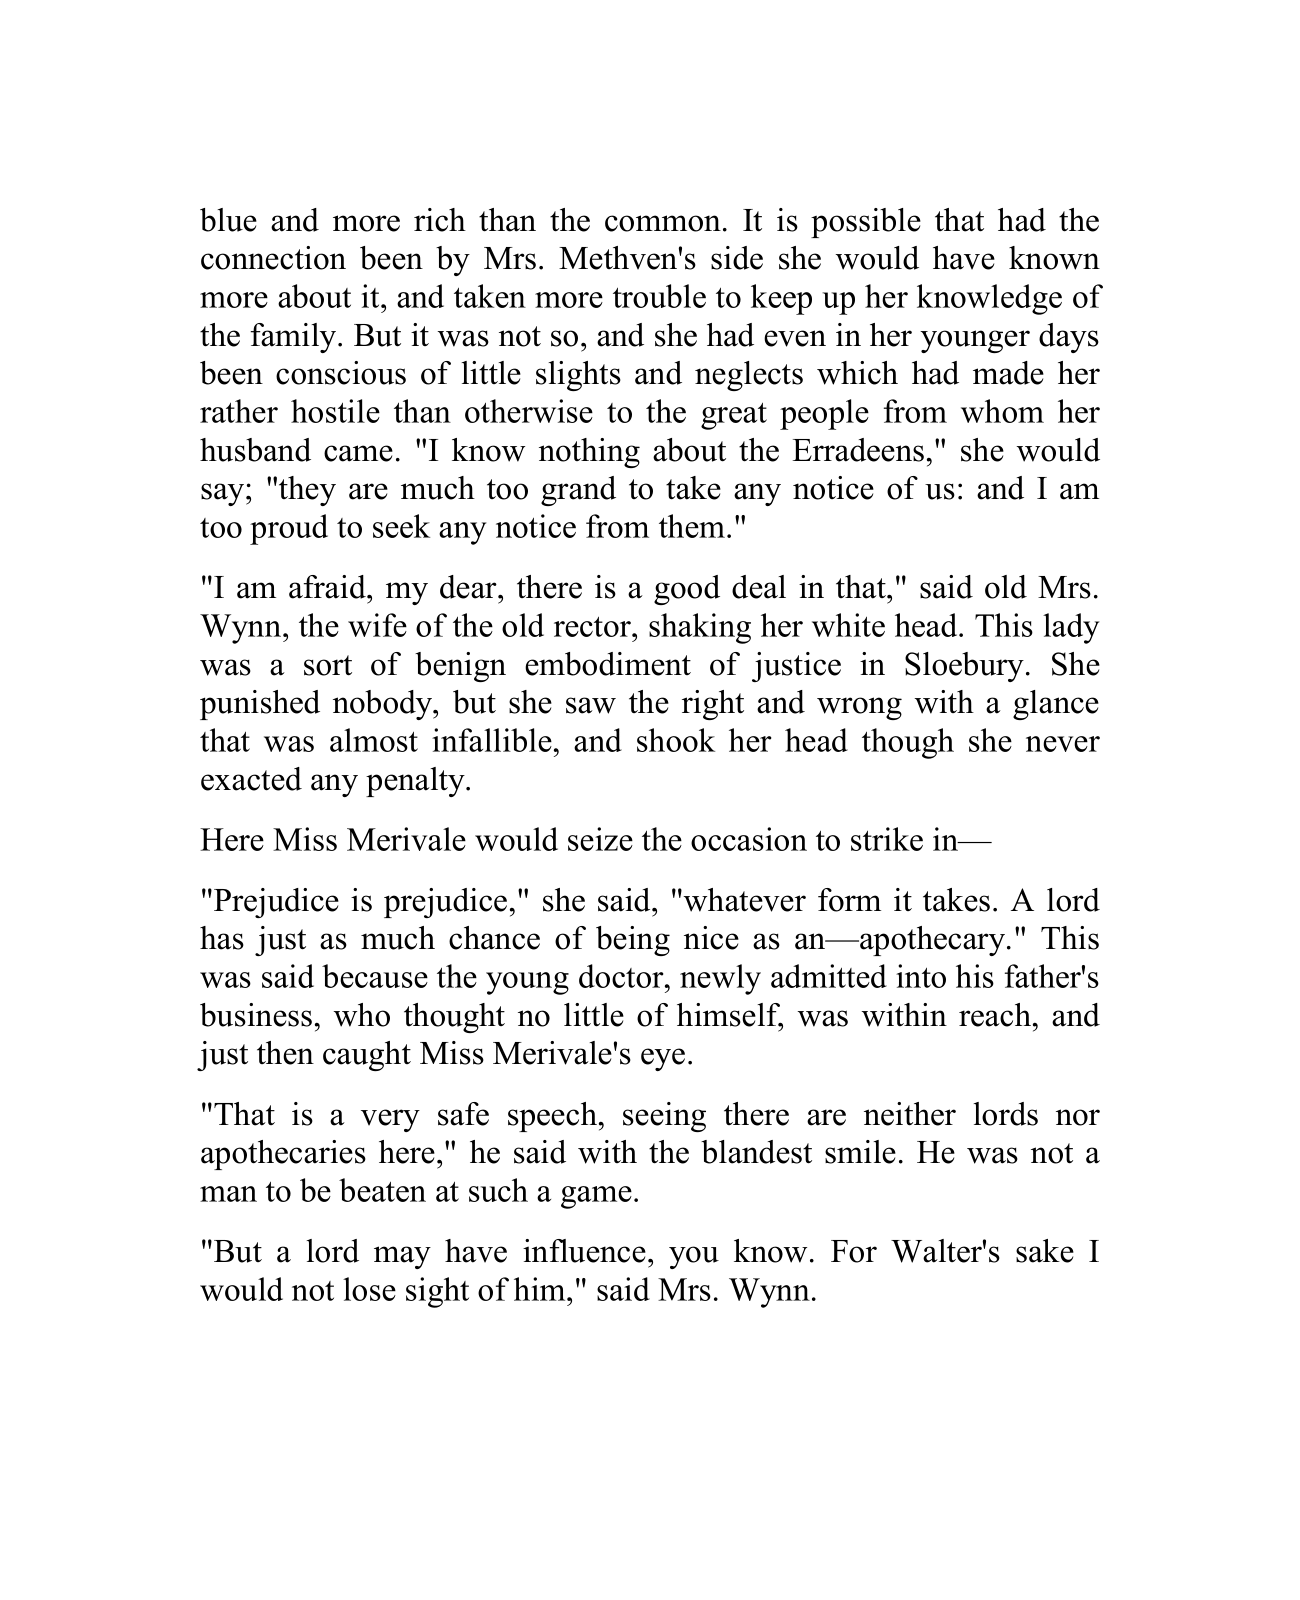 blue and more rich than the common. It is possible that had the
connection been by Mrs. Methven's side she would have known
more about it, and taken more trouble to keep up her knowledge of
the family. But it was not so, and she had even in her younger days
been conscious of little slights and neglects which had made her
rather hostile than otherwise to the great people from whom her
husband came. "I know nothing about the Erradeens," she would
say; "they are much too grand to take any notice of us: and I am
too proud to seek any notice from them."
"I am afraid, my dear, there is a good deal in that," said old Mrs.
Wynn, the wife of the old rector, shaking her white head. This lady
was a sort of benign embodiment of justice in Sloebury. She
punished nobody, but she saw the right and wrong with a glance
that was almost infallible, and shook her head though she never
exacted any penalty.
Here Miss Merivale would seize the occasion to strike in—
"Prejudice is prejudice," she said, "whatever form it takes. A lord
has just as much chance of being nice as an—apothecary." This
was said because the young doctor, newly admitted into his father's
business, who thought no little of himself, was within reach, and
just then caught Miss Merivale's eye.
"That is a very safe speech, seeing there are neither lords nor
apothecaries here," he said with the blandest smile. He was not a
man to be beaten at such a game.
"But a lord may have influence, you know. For Walter's sake I
would not lose sight of him," said Mrs. Wynn.